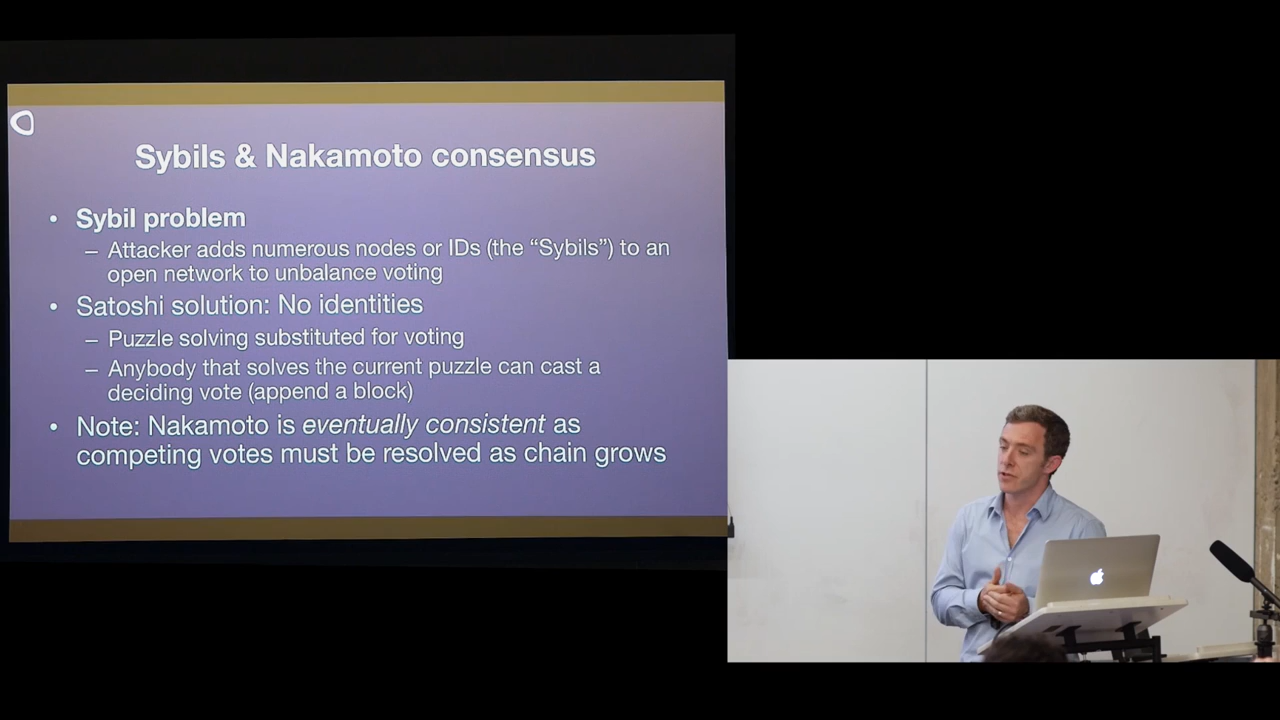 Sybils & Nakamoto consensus
• Sybil problem
– Attacker adds numerous nodes or IDs (the “Sybils”) to an
open network to unbalance voting
• Satoshi solution: No identities
– Puzzle solving substituted for voting
– Anybody that solves the current puzzle can cast a
deciding vote (append a block)
• Note: Nakamoto is eventually consistent as
competing votes must be resolved as chain grows